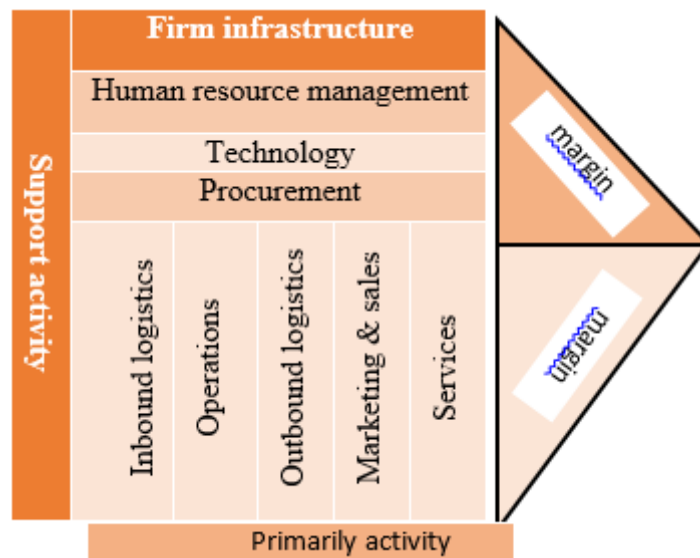 Support activity
Firm infrastructure
Human resource management
Technology
Procurement
Inbound logistics
Operations
Outbound logistics
Marketing & sales
Services
margin
margin
Primarily activity